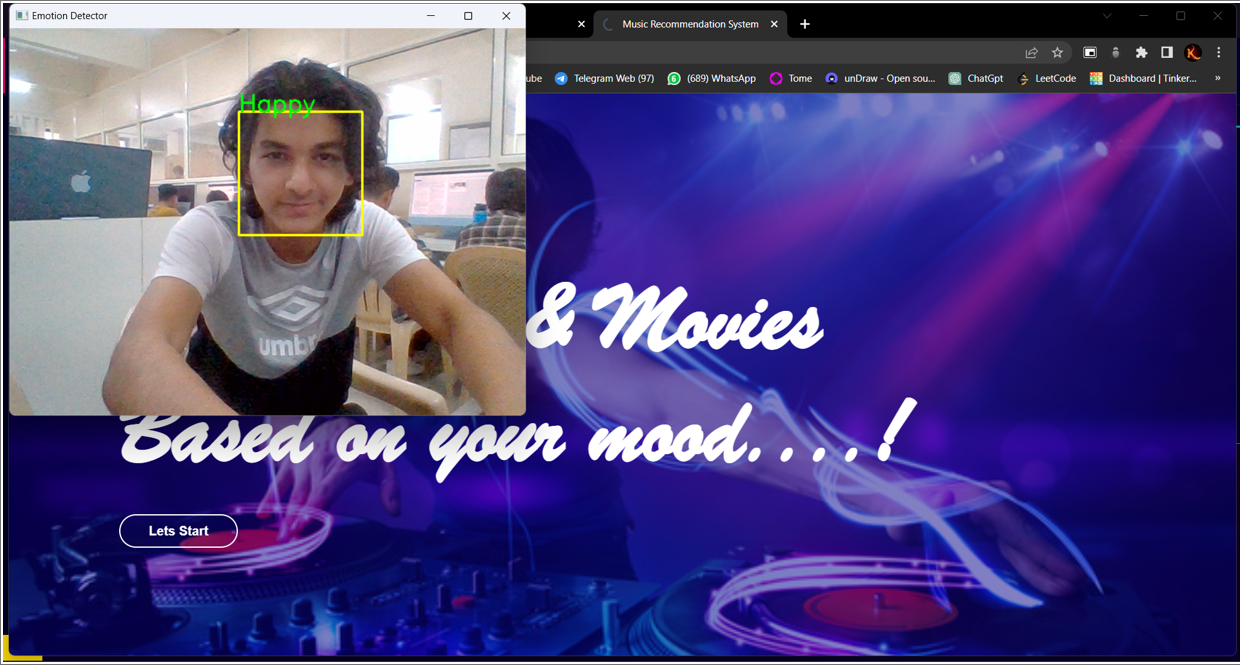 Emotion Detector
Music Recommendation System
ube
Telegram Web (97)
(689) WhatsApp
Tome
unDraw - Open sou...
ChatGpt
LeetCode
Dashboard | Tinker...
»
Happy
umb
& Movies
Based on your mood....!
Lets Start